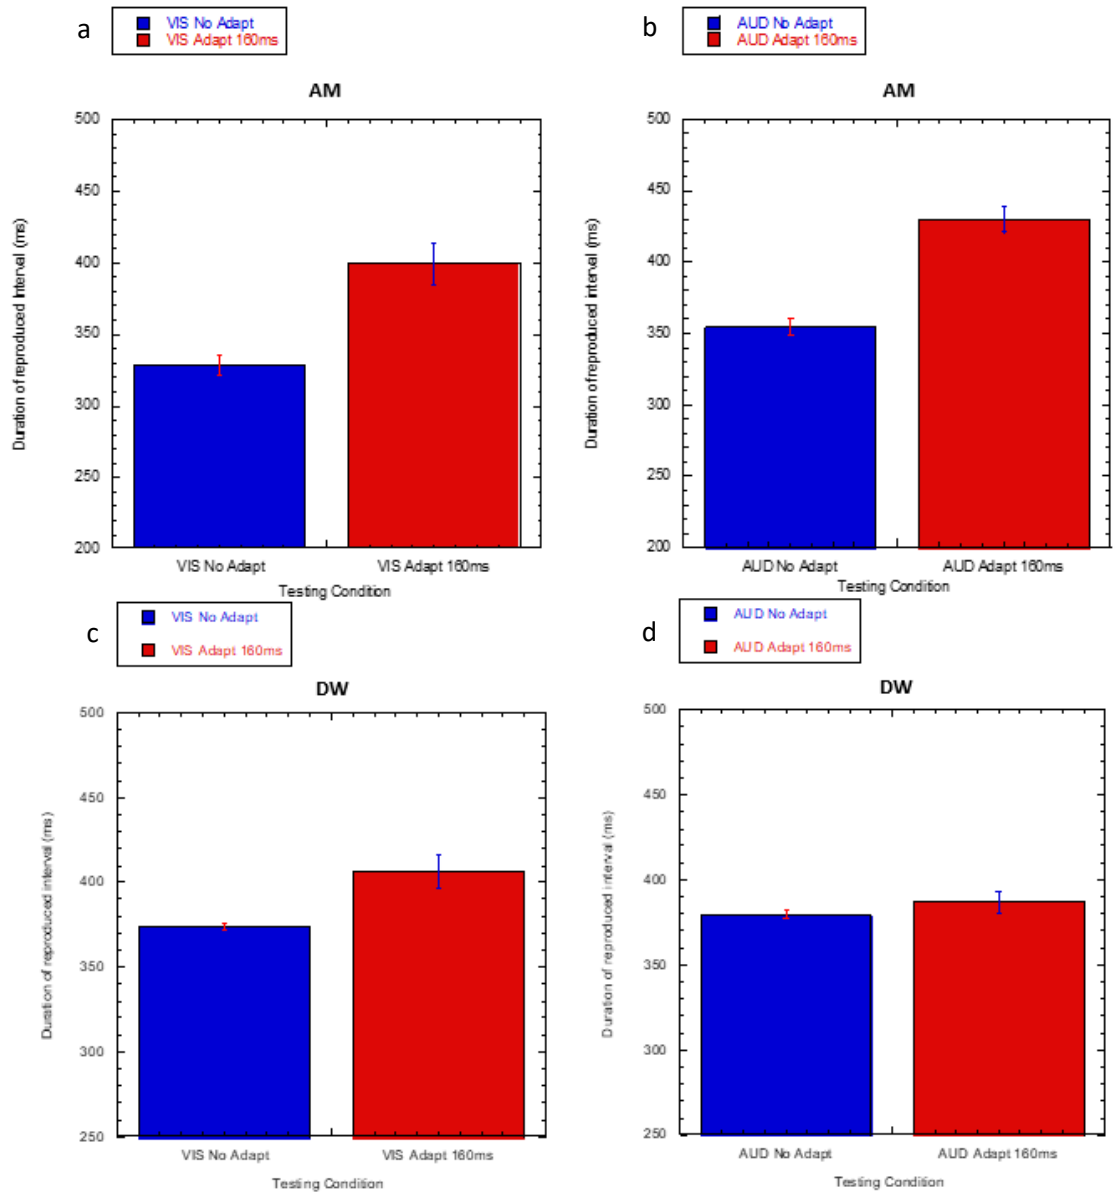 a
VIS No Adapt
VIS Adapt 160ms
AM
500
450
400
350
300
250
200
Duration of reproduced interval (ms)
VIS No Adapt
VIS Adapt 160ms
Testing Condition
b
AUD No Adapt
AUD Adapt 160ms
AM
500
450
400
350
300
250
200
Duration of reproduced interval (ms)
AUD No Adapt
AUD Adapt 160ms
Testing Condition
c
VIS No Adapt
VIS Adapt 160ms
DW
500
450
400
350
300
250
Duration of reproduced interval (ms)
VIS No Adapt
VIS Adapt 160ms
Testing Condition
d
AUD No Adapt
AUD Adapt 160ms
DW
500
450
400
350
300
250
Duration of reproduced interval (ms)
AUD No Adapt
AUD Adapt 160ms
Testing Condition